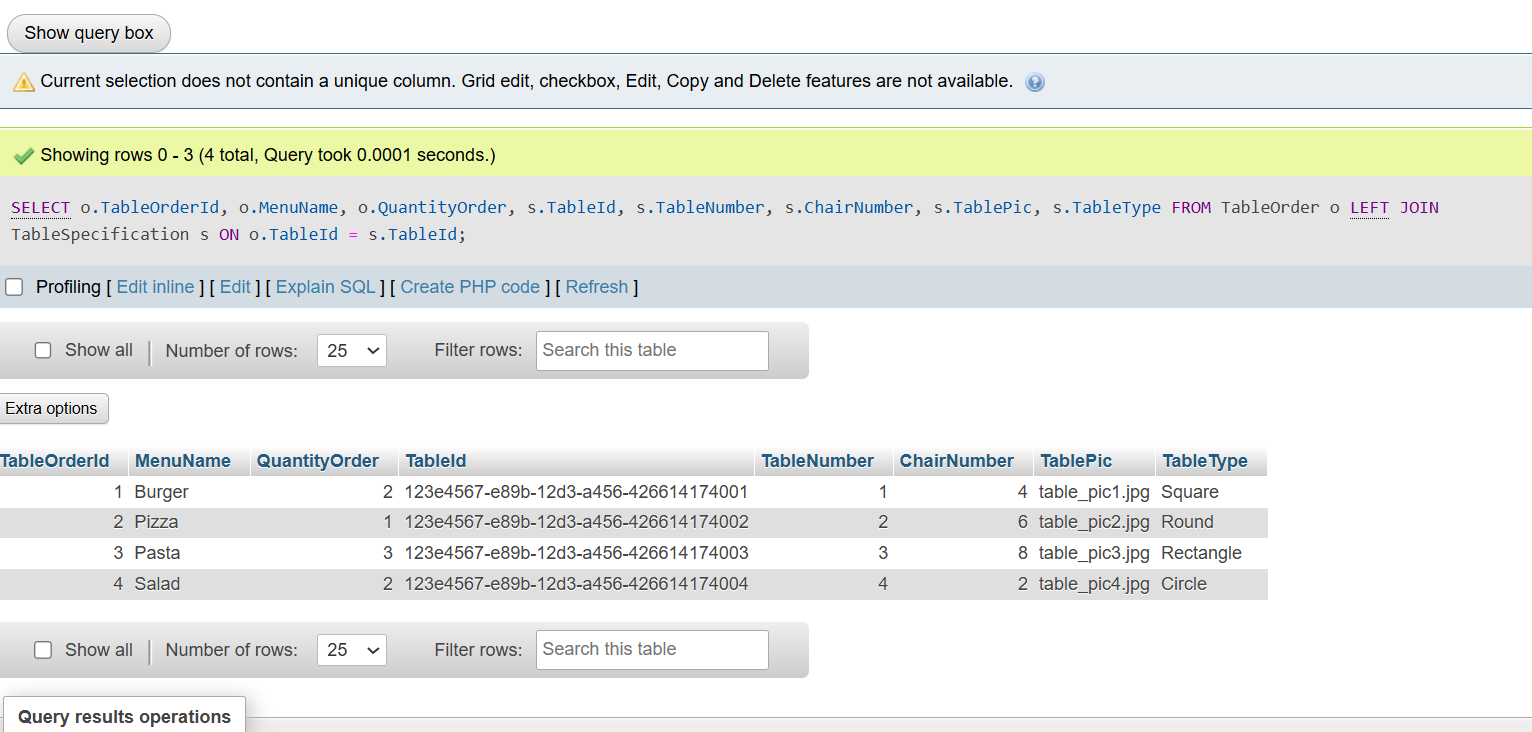 Show query box
Current selection does not contain a unique column. Grid edit, checkbox, Edit, Copy and Delete features are not available.
Showing rows 0 - 3 (4 total, Query took 0.0001 seconds.)
SELECT o.TableOrderId, o.MenuName, o.QuantityOrder, s.TableId, s.TableNumber, s.ChairNumber, s.TablePic, s.TableType FROM TableOrder o LEFT JOIN
TableSpecification s ON o.TableId = s.TableId;
Profiling [ Edit inline ] [ Edit ] [ Explain SQL ] [ Create PHP code ] [ Refresh ]
Show all | Number of rows: 25 Filter rows: Search this table
Extra options
TableOrderId MenuName QuantityOrder TableId TableNumber ChairNumber TablePic TableType
1 Burger 2 123e4567-e89b-12d3-a456-426614174001 1 4 table_pic1.jpg Square
2 Pizza 1 123e4567-e89b-12d3-a456-426614174002 2 6 table_pic2.jpg Round
3 Pasta 3 123e4567-e89b-12d3-a456-426614174003 3 8 table_pic3.jpg Rectangle
4 Salad 2 123e4567-e89b-12d3-a456-426614174004 4 2 table_pic4.jpg Circle
Show all | Number of rows: 25 Filter rows: Search this table
Query results operations